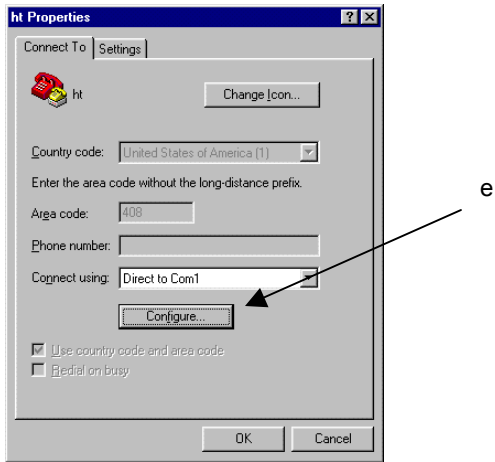 ht Properties
Connect To Settings
ht
Change Icon...
Country code: United States of America (1)
Enter the area code without the long-distance prefix.
Area code: 408
Phone number:
Connect using: Direct to Com1
Configure...
Use country code and area code
Redial on busy
OK Cancel
e